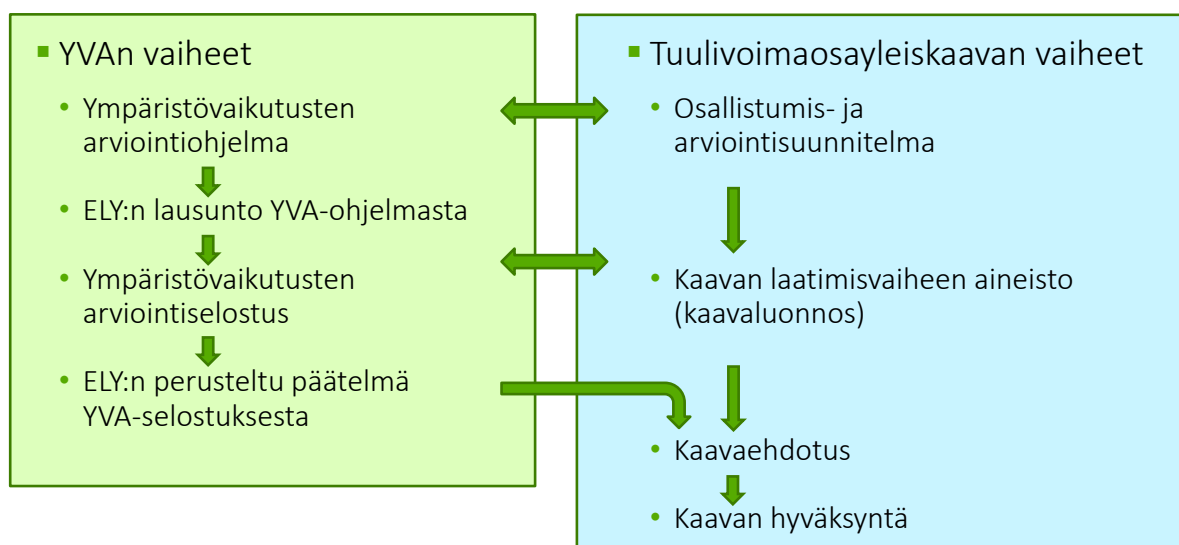 YVAn vaiheet
Ympäristövaikutusten
arviointiohjelma
ELY:n lausunto YVA-ohjelmasta
Ympäristövaikutusten
arviointiselostus
ELY:n perusteltu päätelmä
YVA-selostuksesta
Tuulivoimaosayleiskaavan vaiheet
Osallistumis- ja
arviointisuunnitelma
Kaavan laatimisvaiheen aineisto
(kaavaluonnos)
Kaavaehdotus
Kaavan hyväksyntä